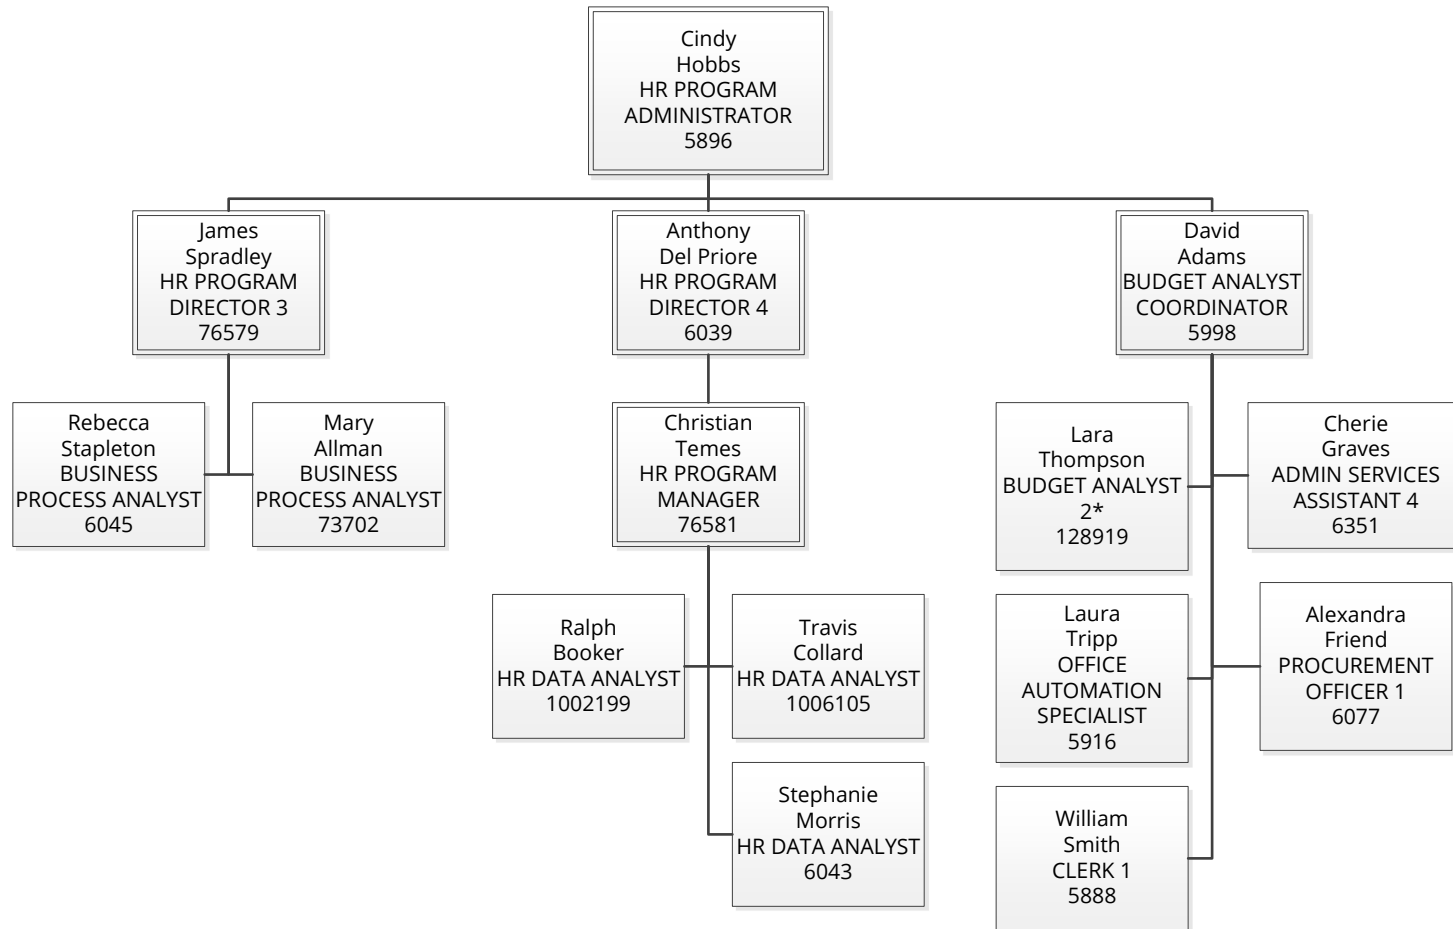 Cindy
Hobbs
HR PROGRAM
ADMINISTRATOR
5896
James
Spradley
HR PROGRAM
DIRECTOR 3
76579
Anthony
Del Priore
HR PROGRAM
DIRECTOR 4
6039
David
Adams
BUDGET ANALYST
COORDINATOR
5998
Rebecca
Stapleton
BUSINESS
PROCESS ANALYST
6045
Mary
Allman
BUSINESS
PROCESS ANALYST
73702
Christian
Temes
HR PROGRAM
MANAGER
76581
Lara
Thompson
BUDGET ANALYST
2*
128919
Cherie
Graves
ADMIN SERVICES
ASSISTANT 4
6351
Ralph
Booker
HR DATA ANALYST
1002199
Travis
Collard
HR DATA ANALYST
1006105
Laura
Tripp
OFFICE
AUTOMATION
SPECIALIST
5916
Alexandra
Friend
PROCUREMENT
OFFICER 1
6077
Stephanie
Morris
HR DATA ANALYST
6043
William
Smith
CLERK 1
5888